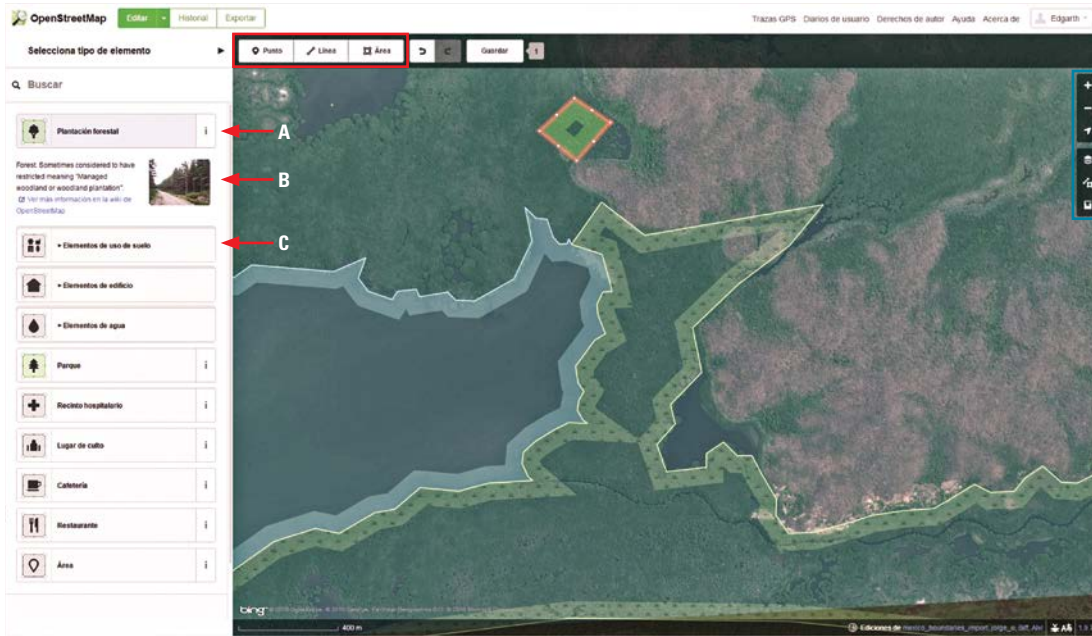 OpenStreetMap
Editar
Historial
Exportar
Trazas GPS Diarios de usuario Derechos de autor Ayuda Acerca de
Edgarth
Selecciona tipo de elemento
Punto
Línea
Área
Guardar
1
Buscar
Plantación forestal
i
A
Forest. Sometimes considered to have
restricted meaning "Managed
woodland or woodland plantation".
Ver más información en la wiki de
OpenStreetMap
B
Elementos de uso de suelo
C
Elementos de edificio
Elementos de agua
Parque
i
Recinto hospitalario
i
Lugar de culto
i
Cafetería
i
Restaurante
i
Área
i
bing
400 m
Ediciones de mexico_boundaries_import, jorge_o,